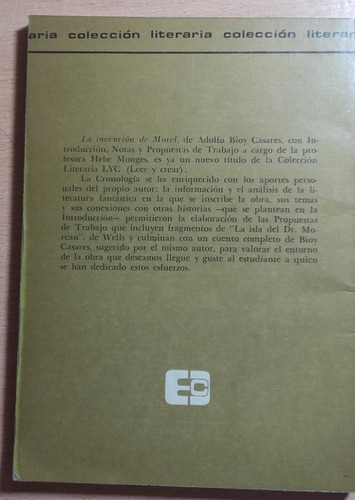 aria colección literaria colección literar
La invención de Morel, de Adolfo Bioy Casares, con In-
troducción, Notas y Propuestas de Trabajo a cargo de la pro-
fesora Hebe Monges, es ya un nuevo título de la Colección
Literaria LYC (Leer y crear).
La Cronología se ha enriquecido con los aportes perso-
nales del propio autor; la información y el análisis de la li-
teratura fantástica en la que se inscribe la obra, sus temas
y sus conexiones con otras historias —que se plantean en la
Introducción— permitieron la elaboración de las Propuestas
de Trabajo que incluyen fragmentos de "La isla del Dr. Mo-
reau", de Wells y culminan con un cuento completo de Bioy
Casares, sugerido por el mismo autor, para valorar el entorno
de la obra que deseamos llegue y guste al estudiante a quien
se han dedicado estos esfuerzos.